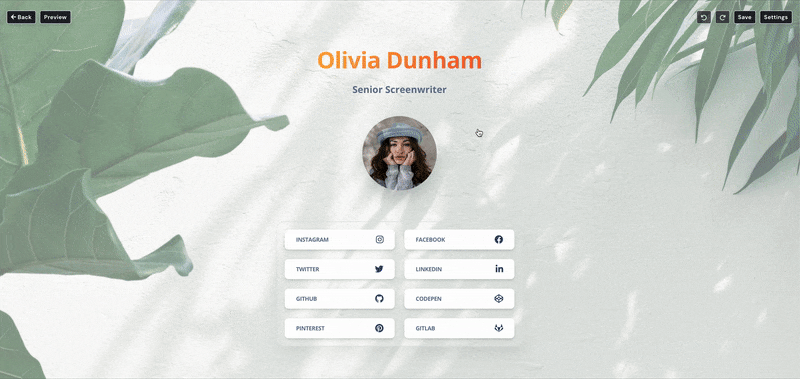 Back Preview Save Settings
Olivia Dunham
Senior Screenwriter
INSTAGRAM FACEBOOK
TWITTER LINKEDIN
GITHUB CODEPEN
PINTEREST GITLAB